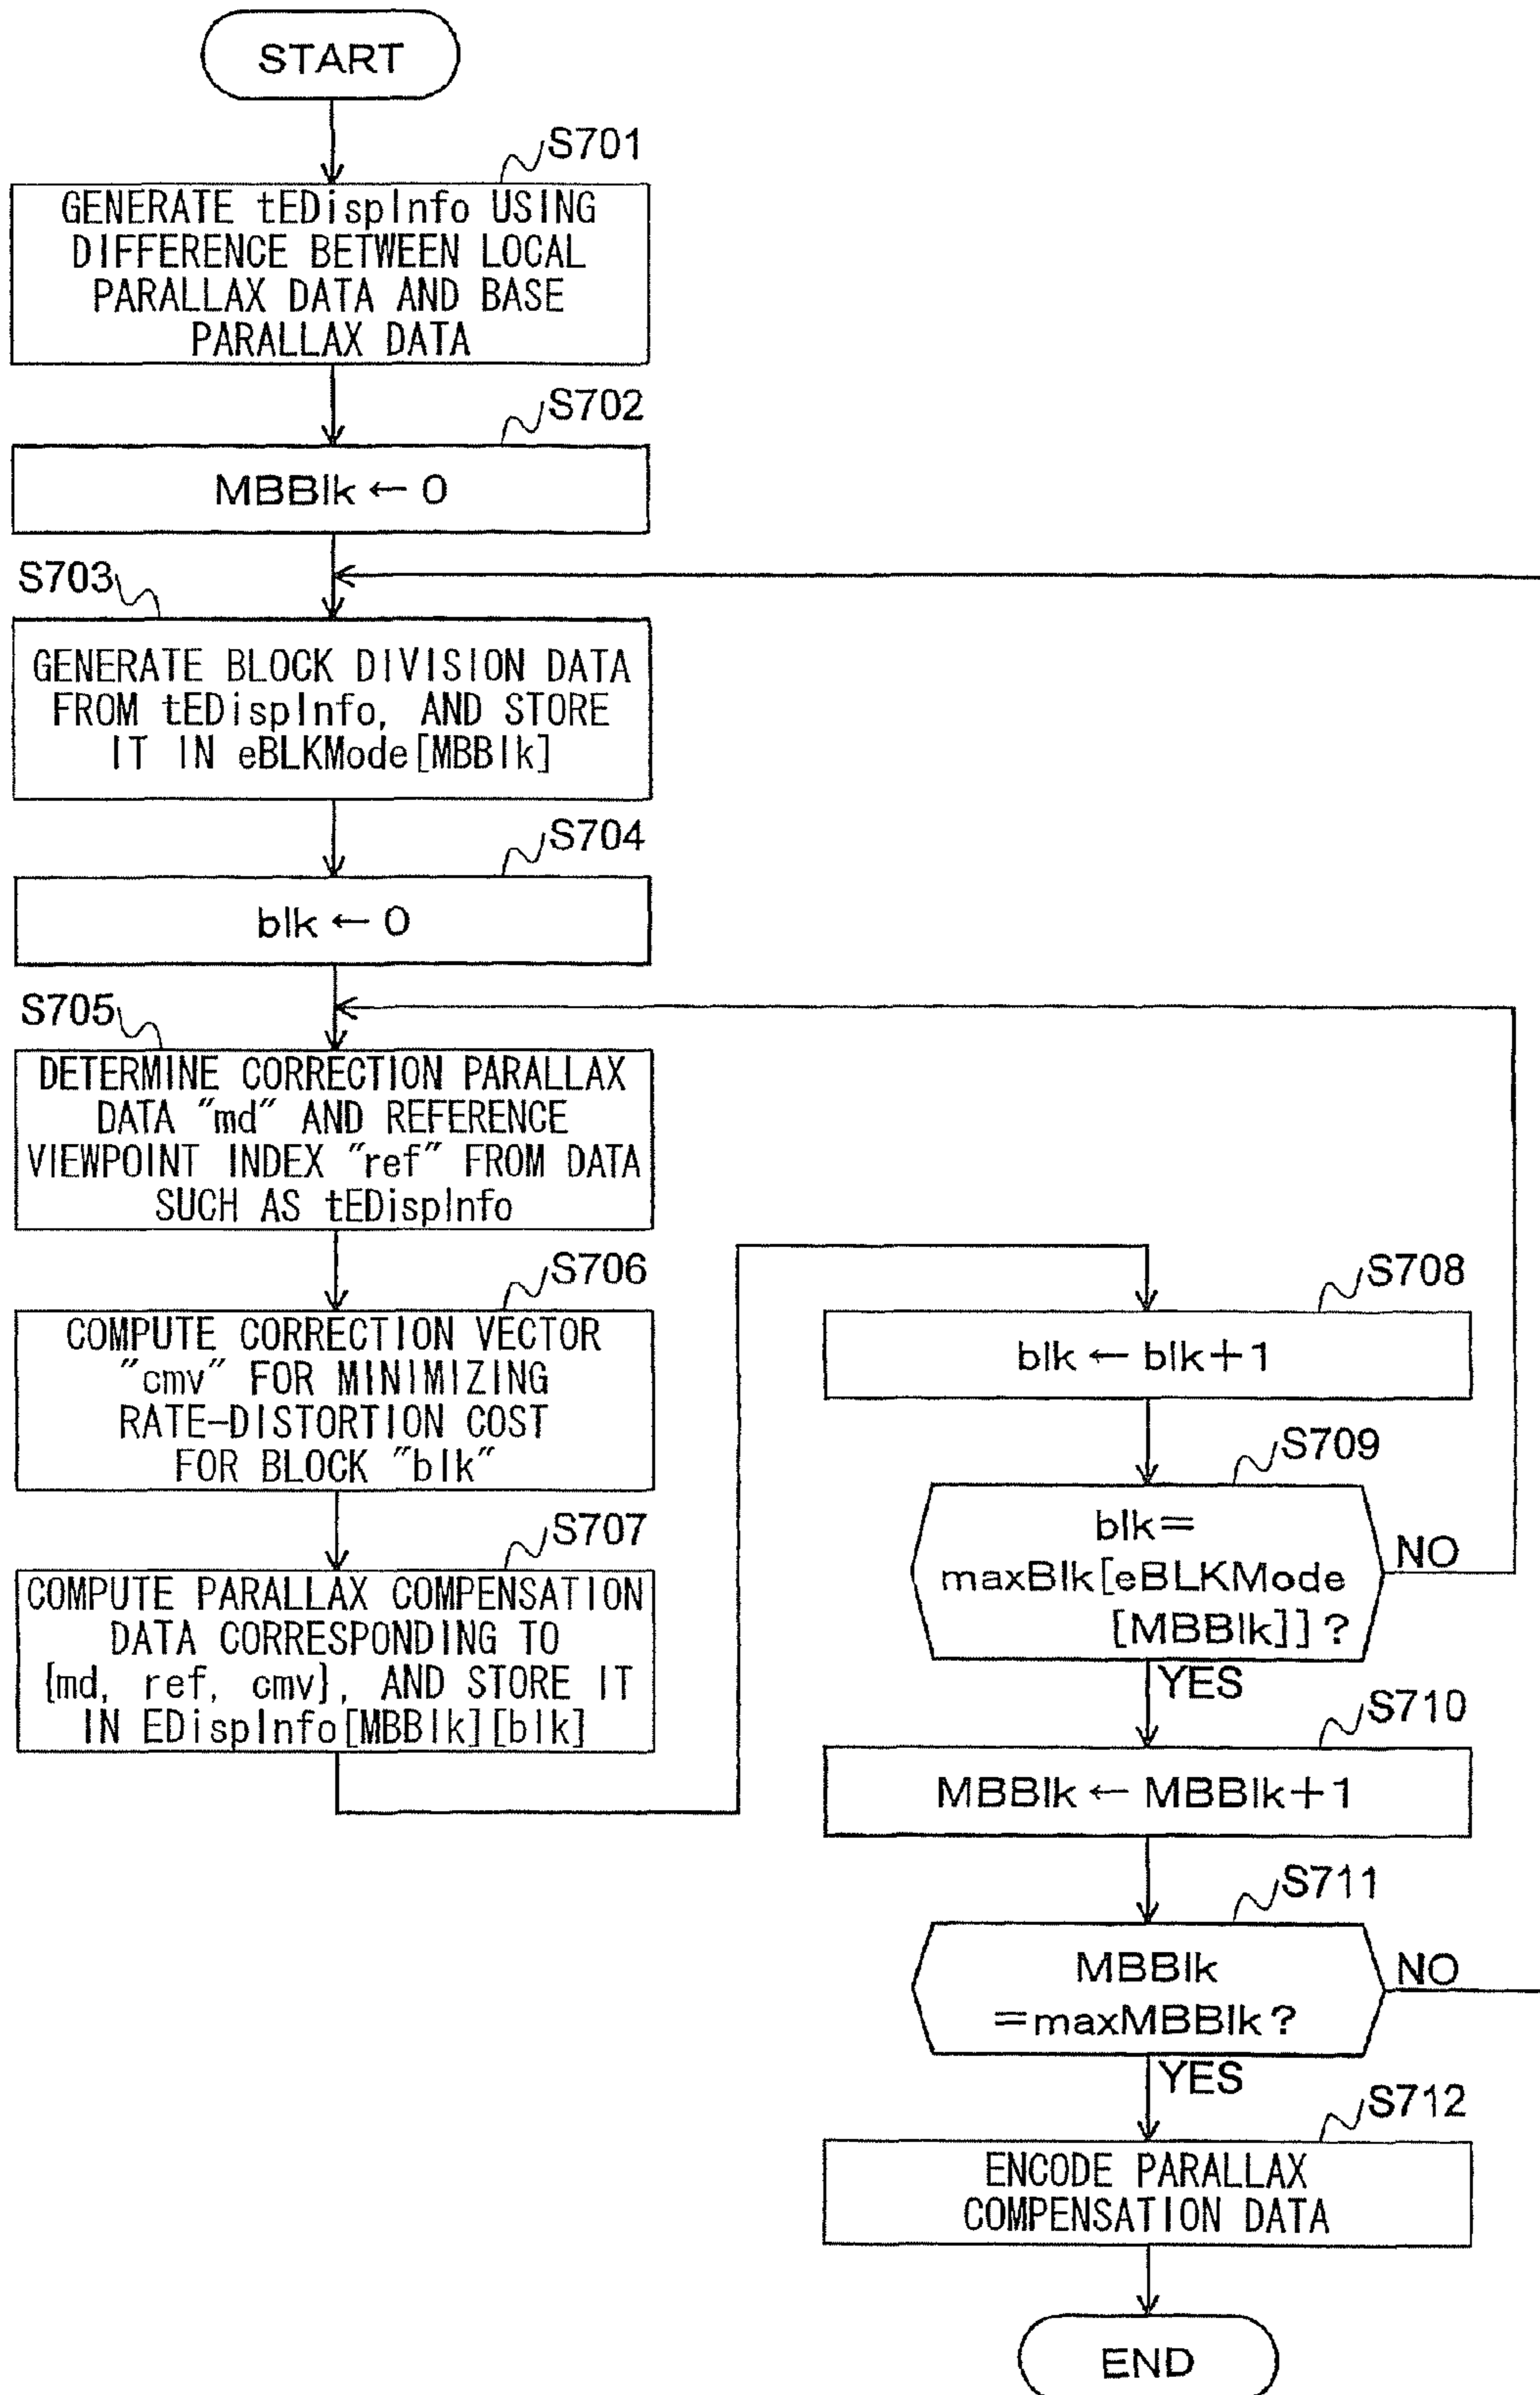 START
S701
GENERATE tEDispInfo USING
DIFFERENCE BETWEEN LOCAL
PARALLAX DATA AND BASE
PARALLAX DATA
S702
MBBlk ← 0
S703
GENERATE BLOCK DIVISION DATA
FROM tEDispInfo, AND STORE
IT IN eBLKMode[MBBlk]
S704
blk ← 0
S705
DETERMINE CORRECTION PARALLAX
DATA "md" AND REFERENCE
VIEWPOINT INDEX "ref" FROM DATA
SUCH AS tEDispInfo
S706
COMPUTE CORRECTION VECTOR
"cmv" FOR MINIMIZING
RATE-DISTORTION COST
FOR BLOCK "blk"
S707
COMPUTE PARALLAX COMPENSATION
DATA CORRESPONDING TO
{md, ref, cmv}, AND STORE IT
IN EDispInfo[MBBlk][blk]
S708
blk ← blk+1
S709
blk=
maxBlk[eBLKMode
[MBBlk]]?
NO
YES
S710
MBBlk ← MBBlk+1
S711
MBBlk
=maxMBBlk?
NO
YES
S712
ENCODE PARALLAX
COMPENSATION DATA
END